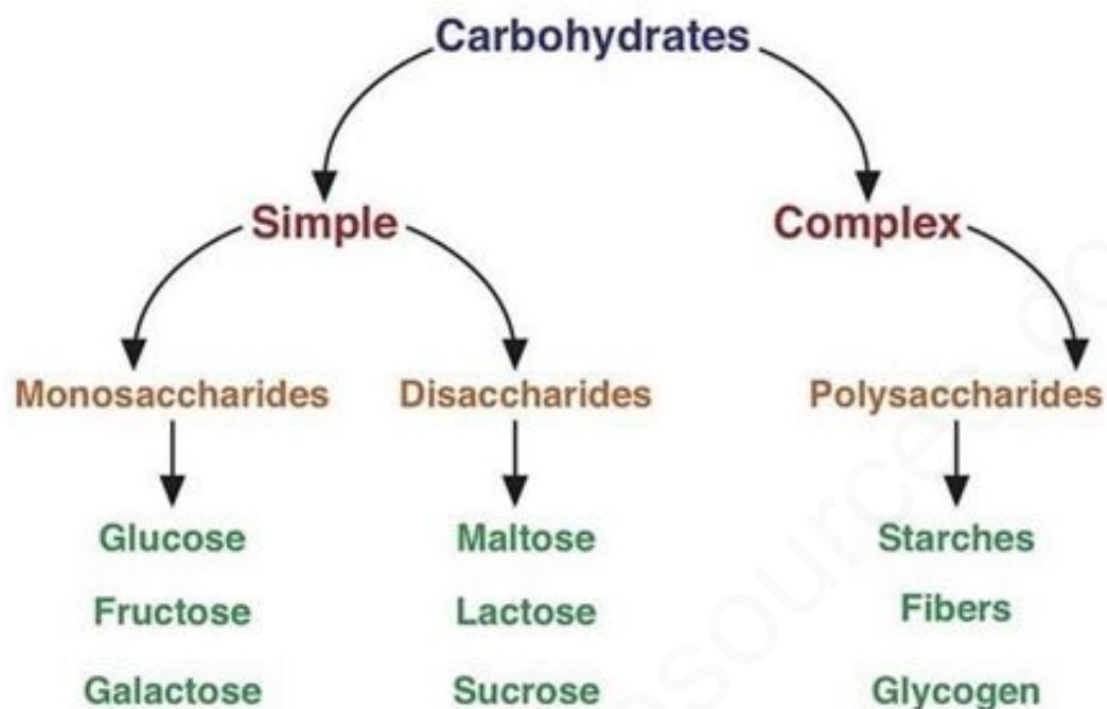 Carbohydrates
Simple Complex
Monosaccharides Disaccharides Polysaccharides
Glucose Maltose Starches
Fructose Lactose Fibers
Galactose Sucrose Glycogen